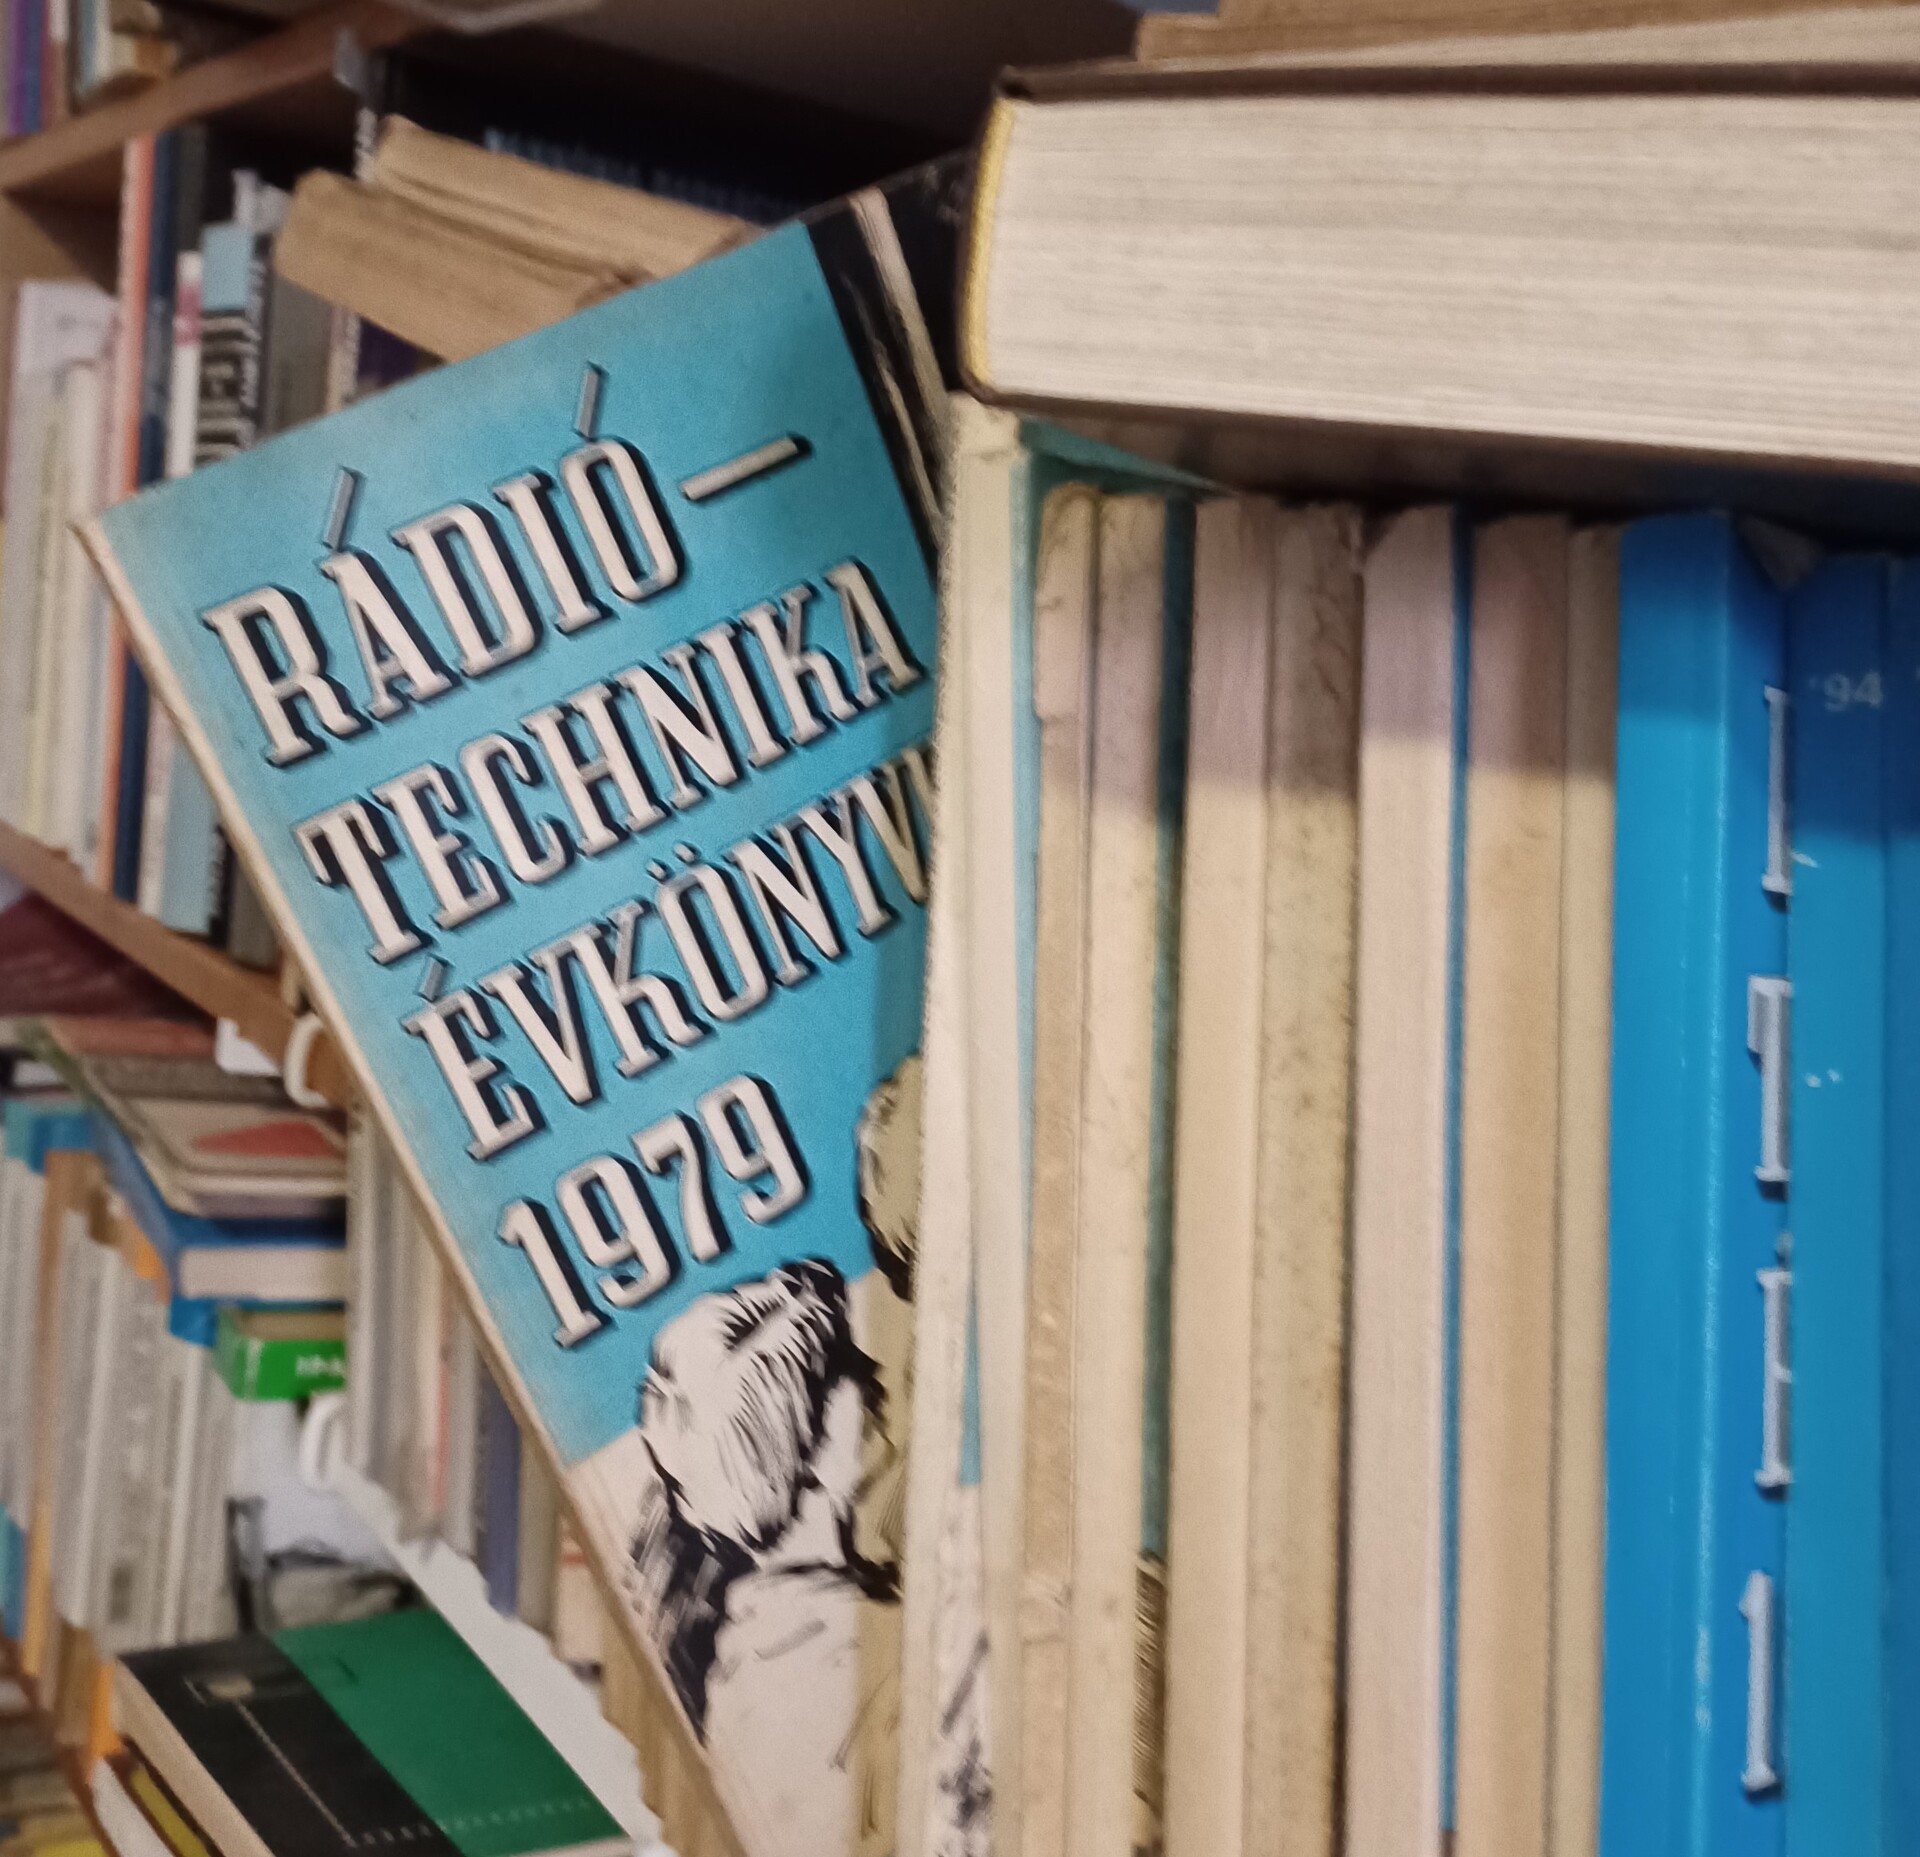 RÁDIÓ–
TECHNIKA
ÉVKÖNYV
1979
'94